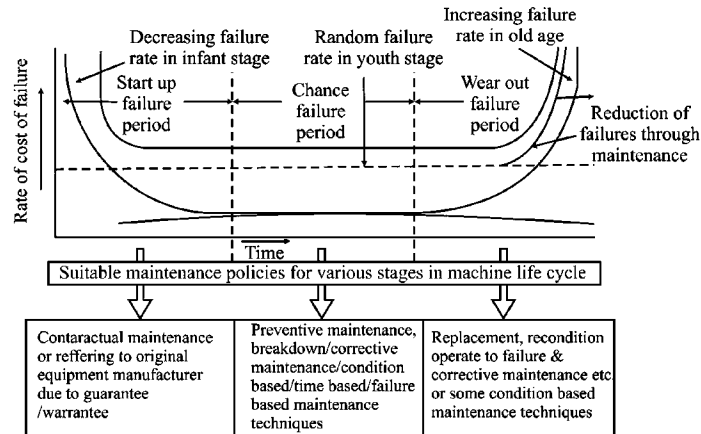 Decreasing failure
rate in infant stage
Random failure
rate in youth stage
Increasing failure
rate in old age
Start up
failure
period
Chance
failure
period
Wear out
failure
period
Reduction of
failures through
maintenance
Rate of cost of failure
Time
Suitable maintenance policies for various stages in machine life cycle
Contaractual maintenance
or reffering to original
equipment manufacturer
due to guarantee
/warrantee
Preventive maintenance,
breakdown/corrective
maintenance/condition
based/time based/failure
based maintenance
techniques
Replacement, recondition
operate to failure &
corrective maintenance etc.
or some condition based
maintenance techniques